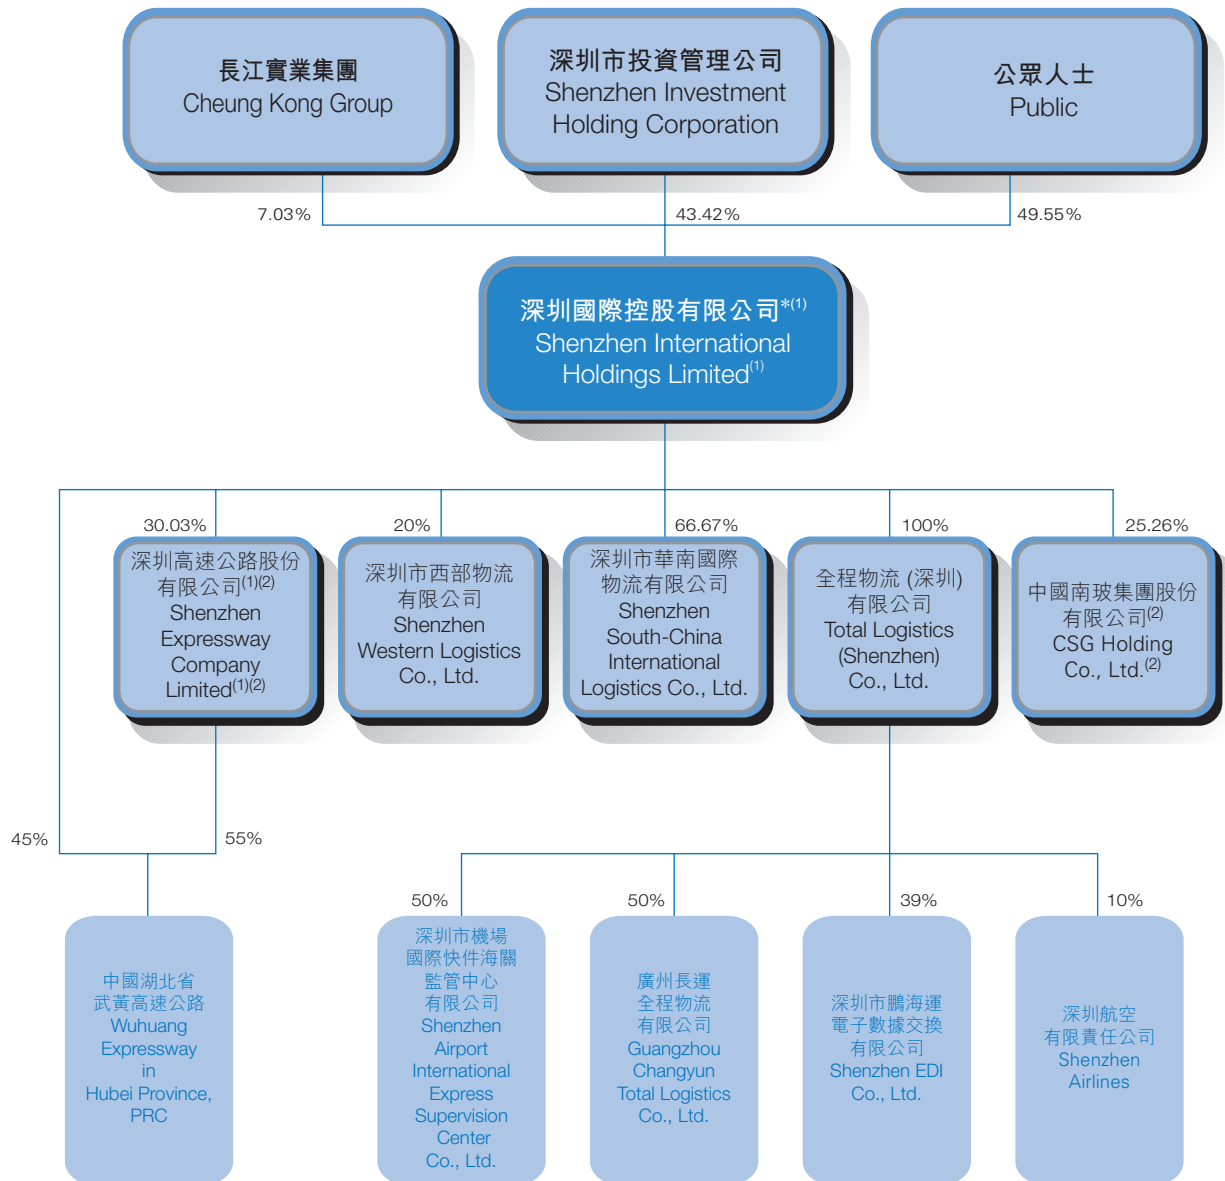 長江實業集團
Cheung Kong Group
深圳市投資管理公司
Shenzhen Investment
Holding Corporation
公眾人士
Public
7.03%
43.42%
49.55%
深圳國際控股有限公司*(1)
Shenzhen International
Holdings Limited(1)
30.03%
20%
66.67%
100%
25.26%
深圳高速公路股份
有限公司(1)(2)
Shenzhen
Expressway
Company
Limited(1)(2)
深圳市西部物流
有限公司
Shenzhen
Western Logistics
Co., Ltd.
深圳市華南國際
物流有限公司
Shenzhen
South-China
International
Logistics Co., Ltd.
全程物流 (深圳)
有限公司
Total Logistics
(Shenzhen)
Co., Ltd.
中國南玻集團股份
有限公司(2)
CSG Holding
Co., Ltd.(2)
45%
55%
50%
50%
39%
10%
中國湖北省
武黃高速公路
Wuhuang
Expressway
in
Hubei Province,
PRC
深圳市機場
國際快件海關
監管中心
有限公司
Shenzhen
Airport
International
Express
Supervision
Center
Co., Ltd.
廣州長運
全程物流
有限公司
Guangzhou
Changyun
Total Logistics
Co., Ltd.
深圳市鵬海運
電子數據交換
有限公司
Shenzhen EDI
Co., Ltd.
深圳航空
有限責任公司
Shenzhen
Airlines